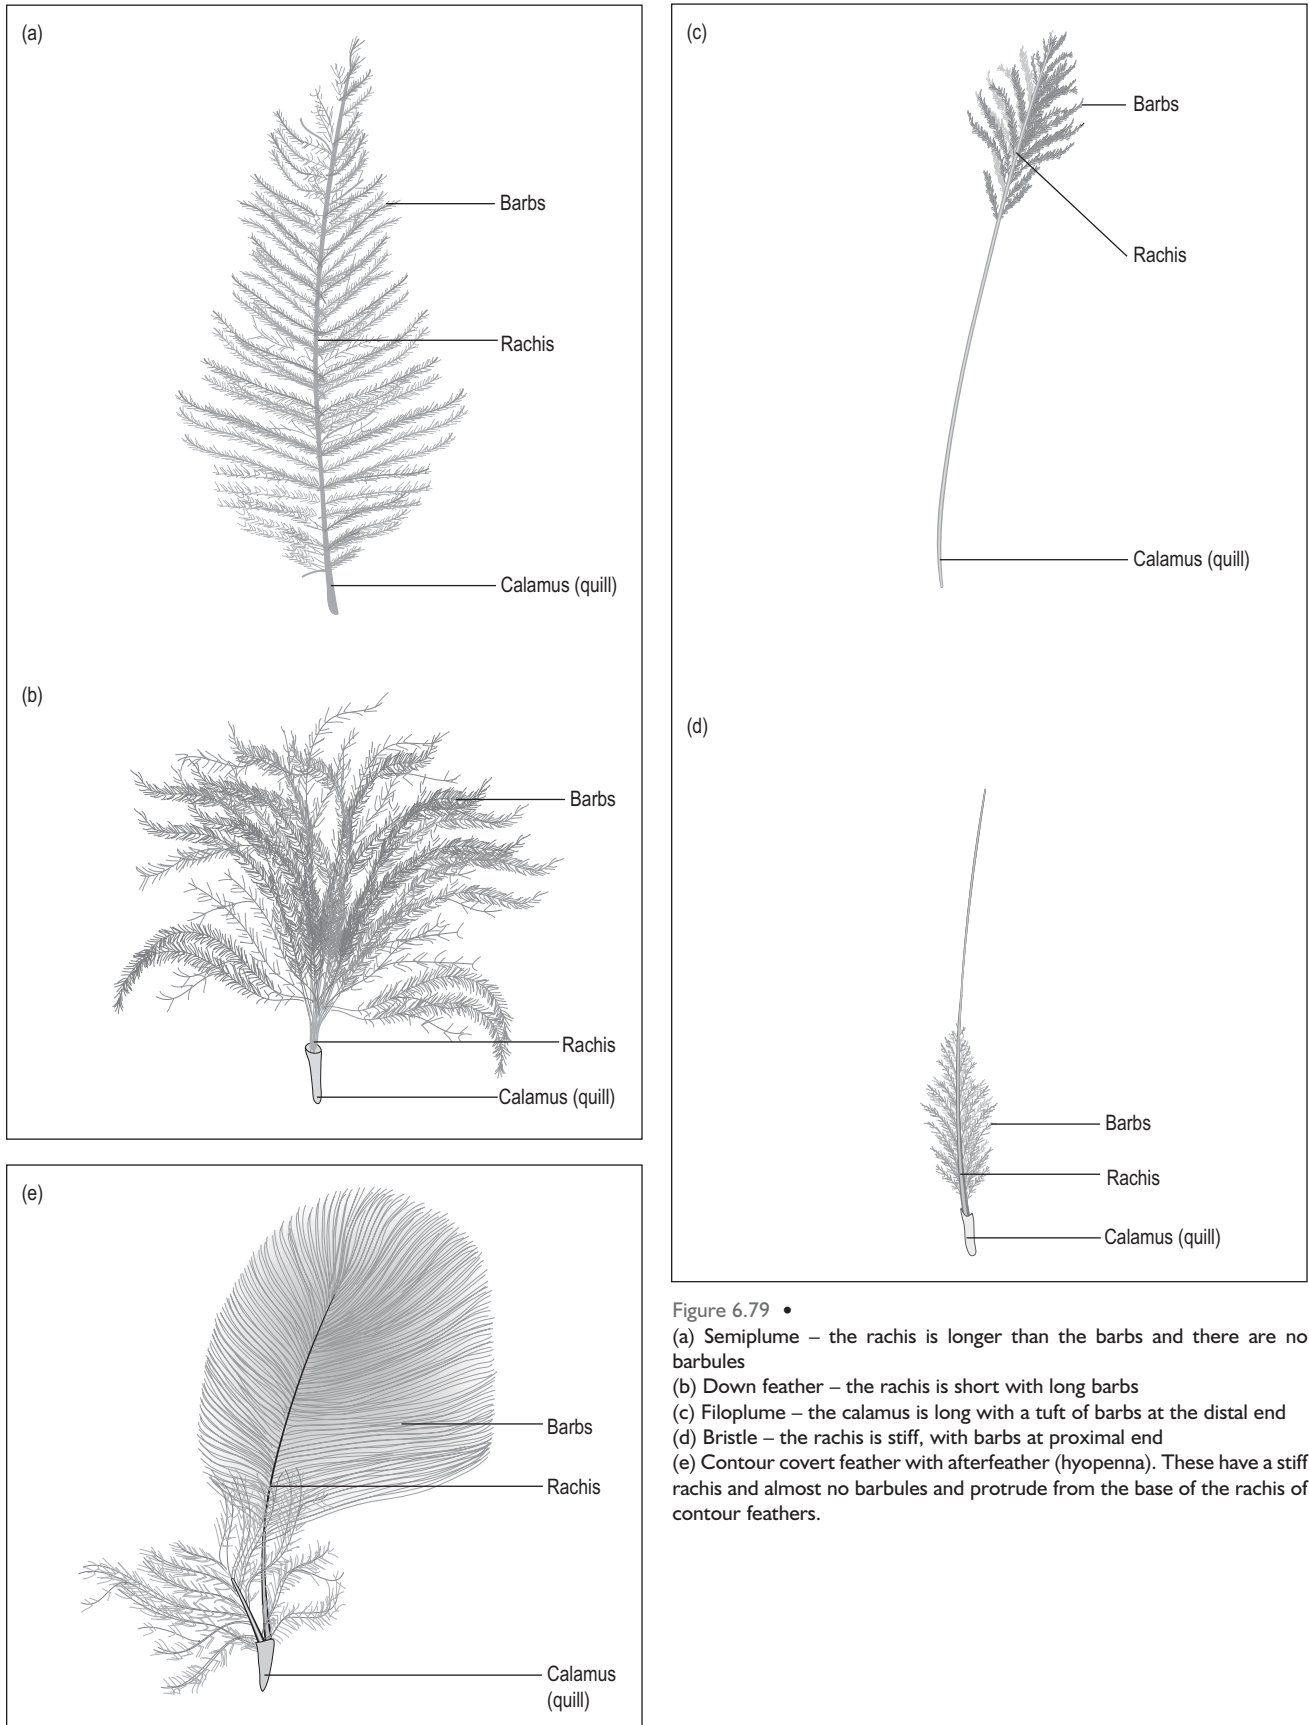 (a)
Barbs
Rachis
Calamus (quill)
(b)
Barbs
Rachis
Calamus (quill)
(c)
Barbs
Rachis
Calamus (quill)
(d)
Barbs
Rachis
Calamus (quill)
(e)
Barbs
Rachis
Calamus
(quill)
Figure 6.79 •
(a) Semiplume – the rachis is longer than the barbs and there are no
barbules
(b) Down feather – the rachis is short with long barbs
(c) Filoplume – the calamus is long with a tuft of barbs at the distal end
(d) Bristle – the rachis is stiff, with barbs at proximal end
(e) Contour covert feather with afterfeather (hyopenna). These have a stiff
rachis and almost no barbules and protrude from the base of the rachis of
contour feathers.